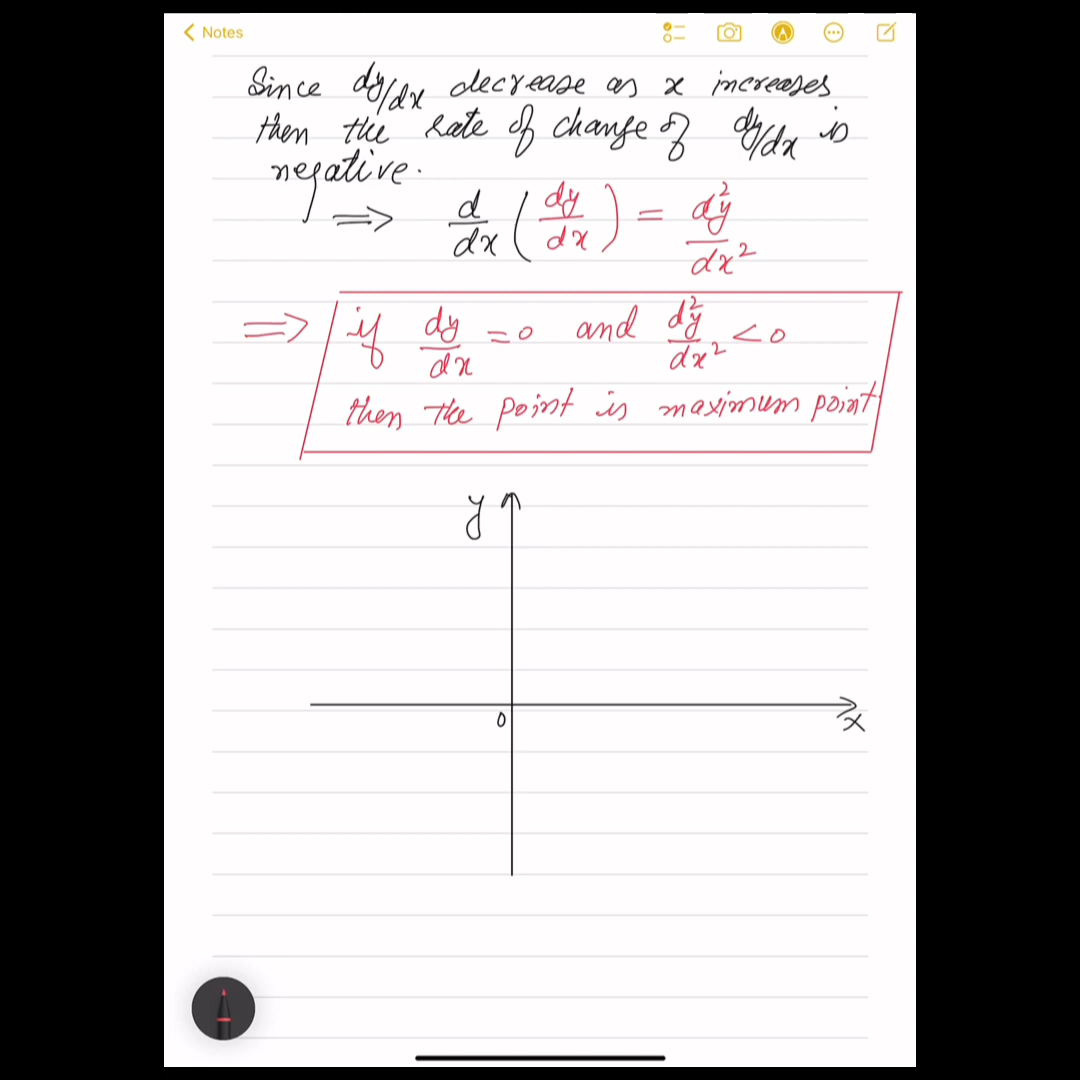 Notes
Since dy/dx decrease as x increases
then the rate of change of dy/dx is
negative.
⟹ d/dx (dy/dx) = d²y/dx²
⟹ if dy/dx = 0 and d²y/dx² < 0
then the point is maximum point
y
0
x